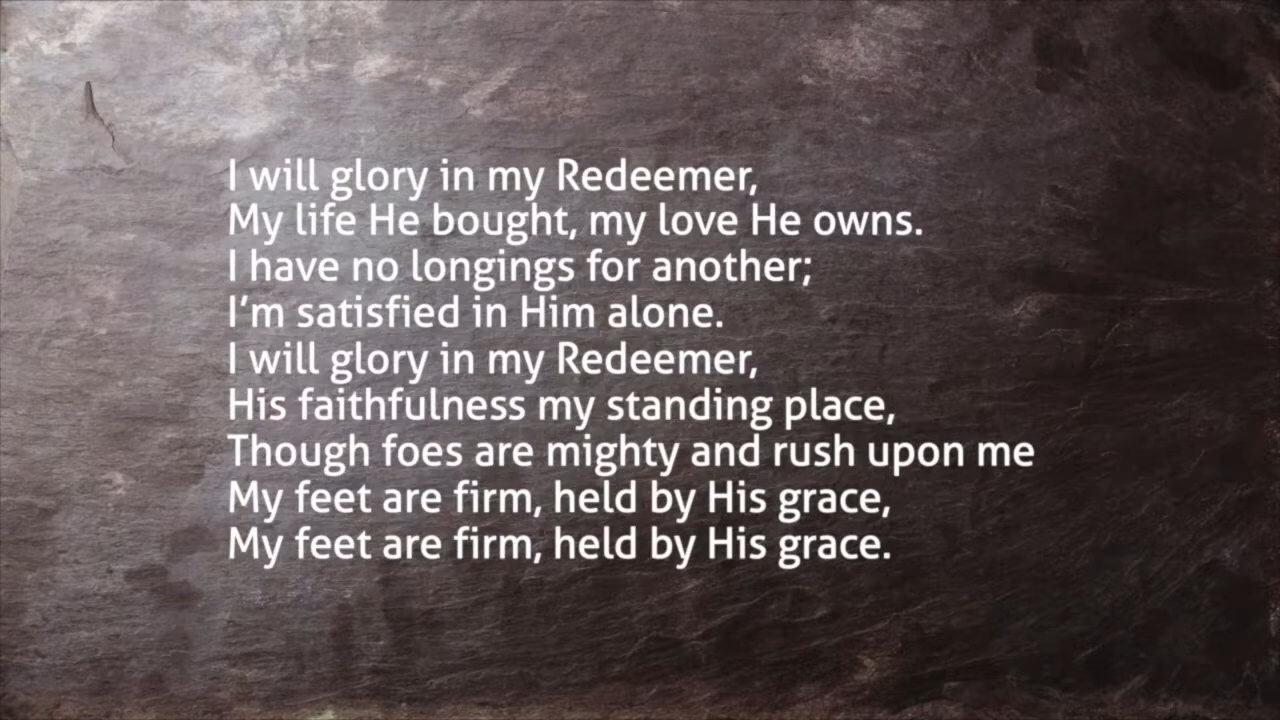 I will glory in my Redeemer,
My life He bought, my love He owns.
I have no longings for another;
I’m satisfied in Him alone.
I will glory in my Redeemer,
His faithfulness my standing place,
Though foes are mighty and rush upon me
My feet are firm, held by His grace,
My feet are firm, held by His grace.